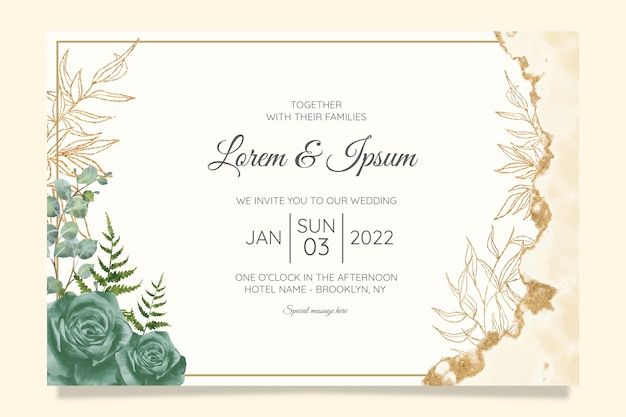 TOGETHER
WITH THEIR FAMILIES
Lorem & Ipsum
WE INVITE YOU TO OUR WEDDING
JAN SUN 03 2022
ONE O'CLOCK IN THE AFTERNOON
HOTEL NAME - BROOKLYN, NY
Special message here